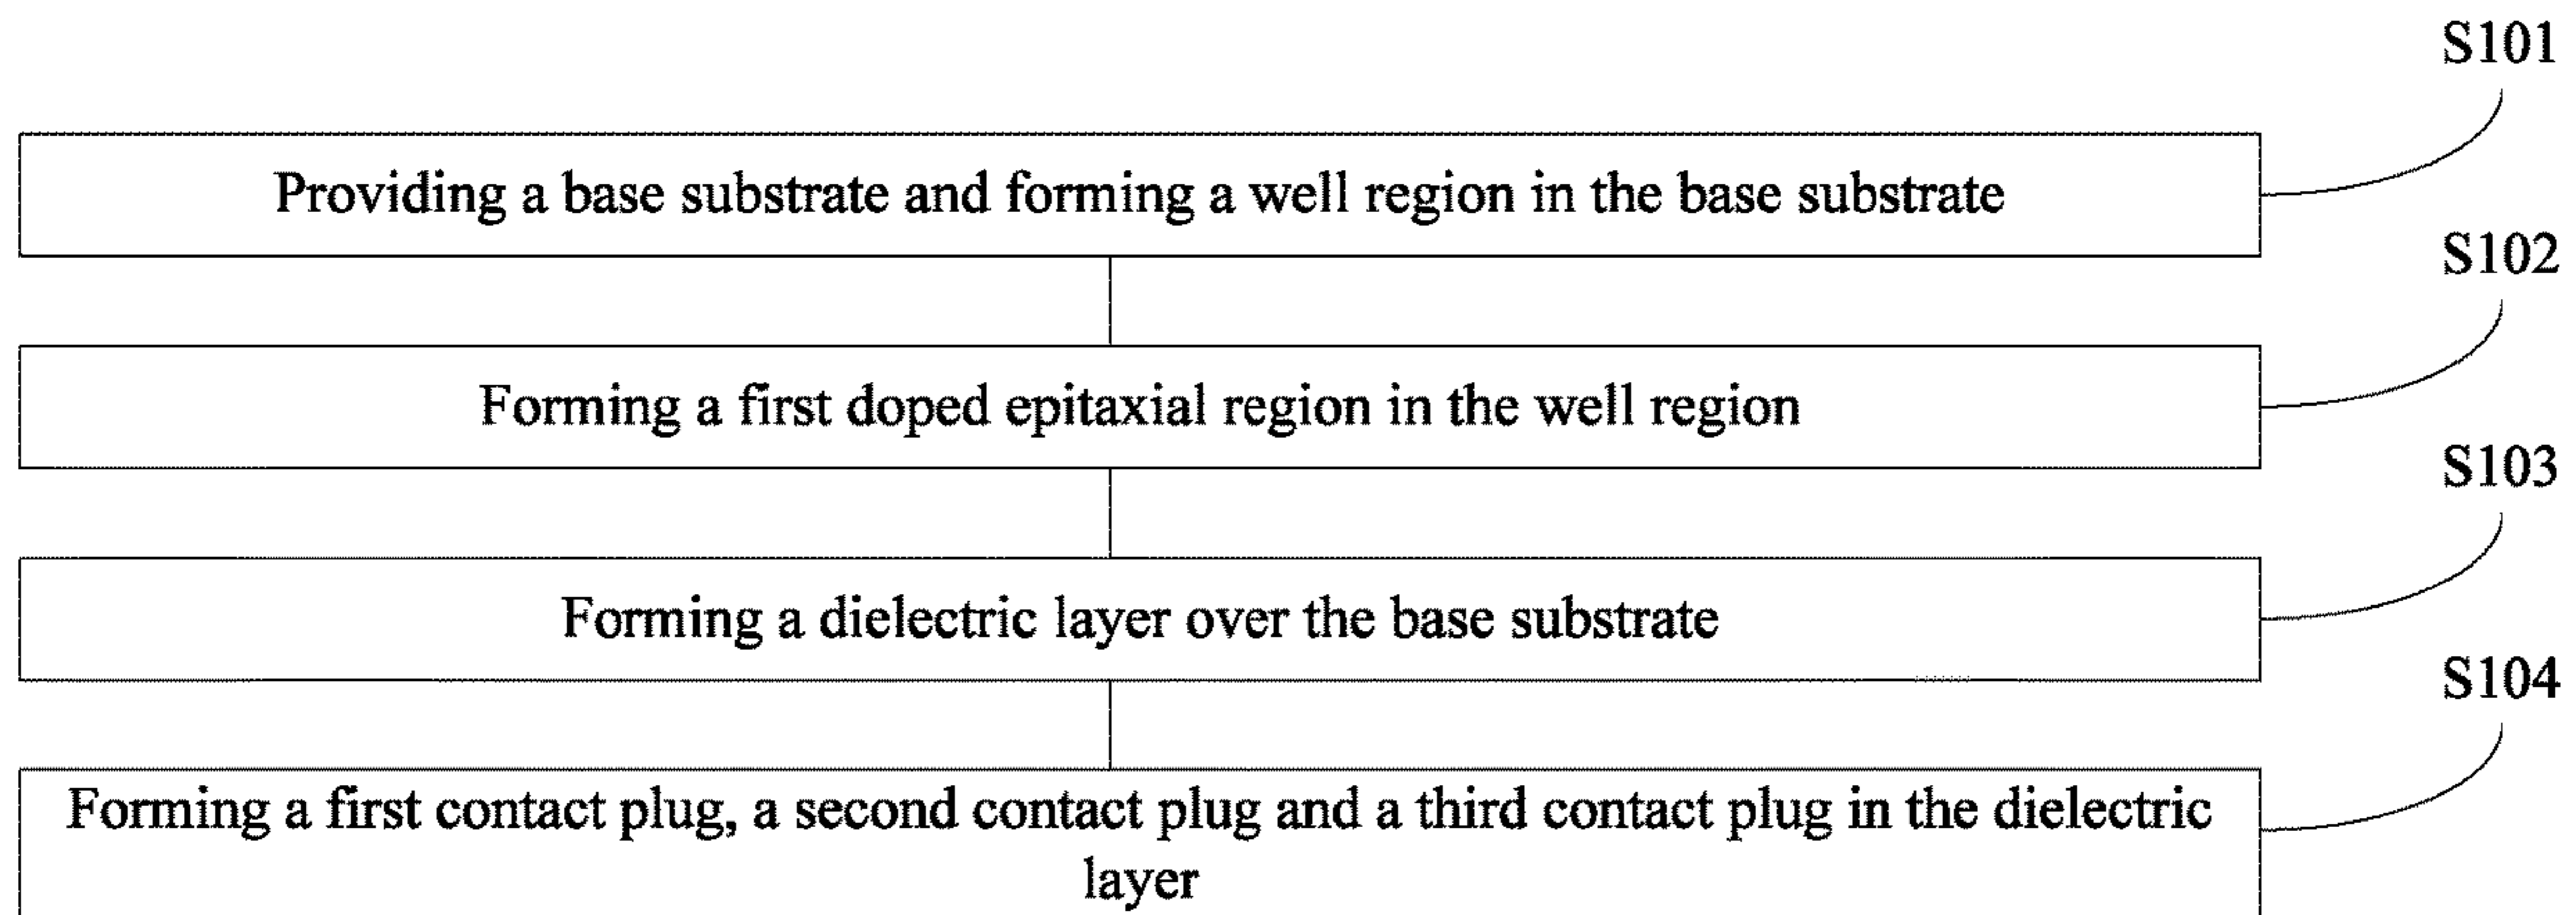 S101
Providing a base substrate and forming a well region in the base substrate
S102
Forming a first doped epitaxial region in the well region
S103
Forming a dielectric layer over the base substrate
S104
Forming a first contact plug, a second contact plug and a third contact plug in the dielectric
layer